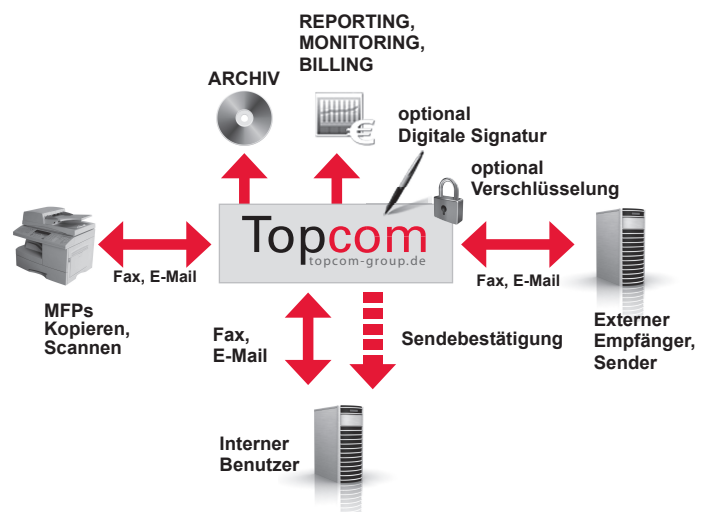 REPORTING,
MONITORING,
BILLING
ARCHIV
optional
Digitale Signatur
optional
Verschlüsselung
Topcom
topcom-group.de
Fax, E-Mail
Fax, E-Mail
MFPs
Kopieren,
Scannen
Fax,
E-Mail
Sendebestätigung
Externer
Empfänger,
Sender
Interner
Benutzer